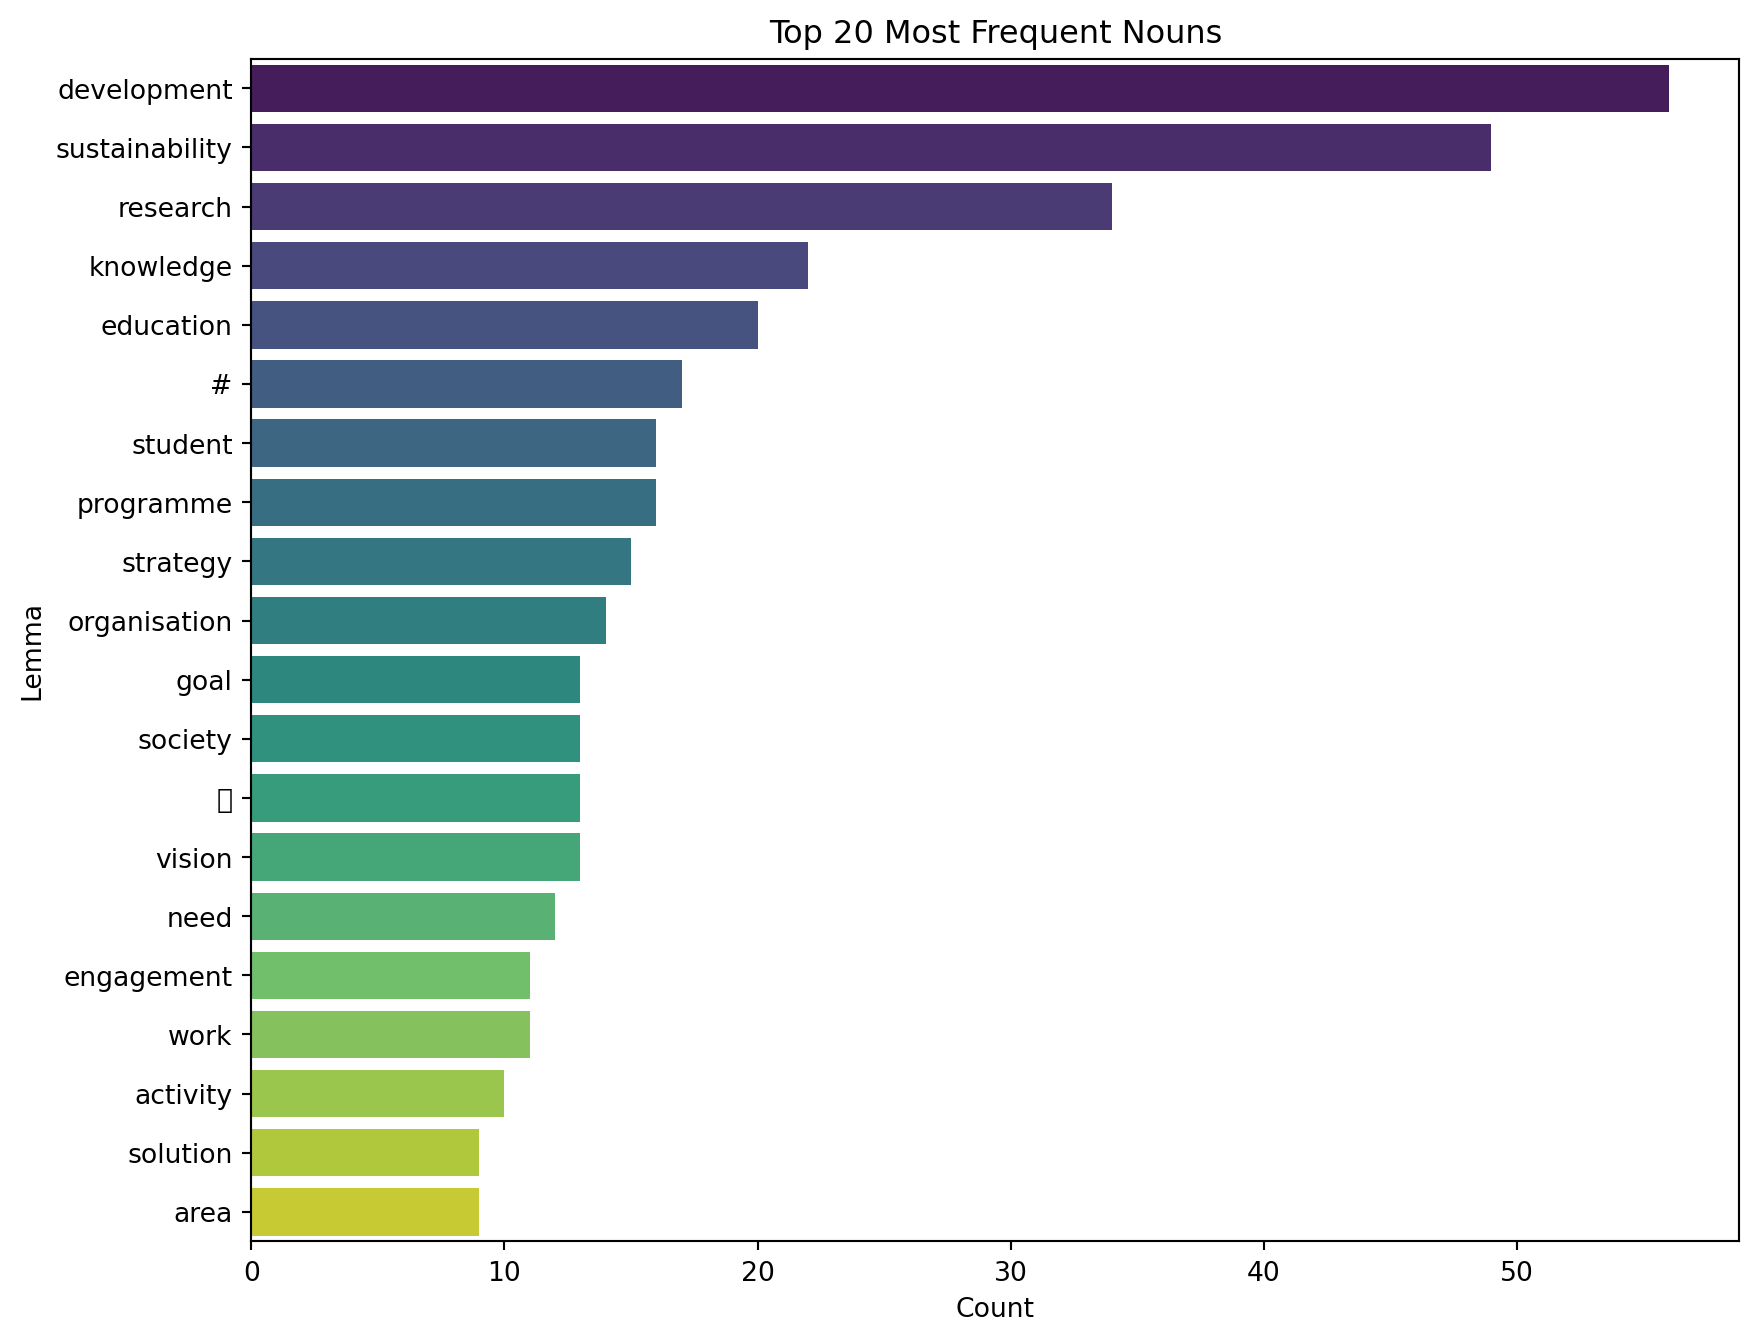 Top 20 Most Frequent Nouns
development
sustainability
research
knowledge
education
#
student
programme
strategy
organisation
goal
society
vision
need
engagement
work
activity
solution
area
Lemma
0 10 20 30 40 50
Count